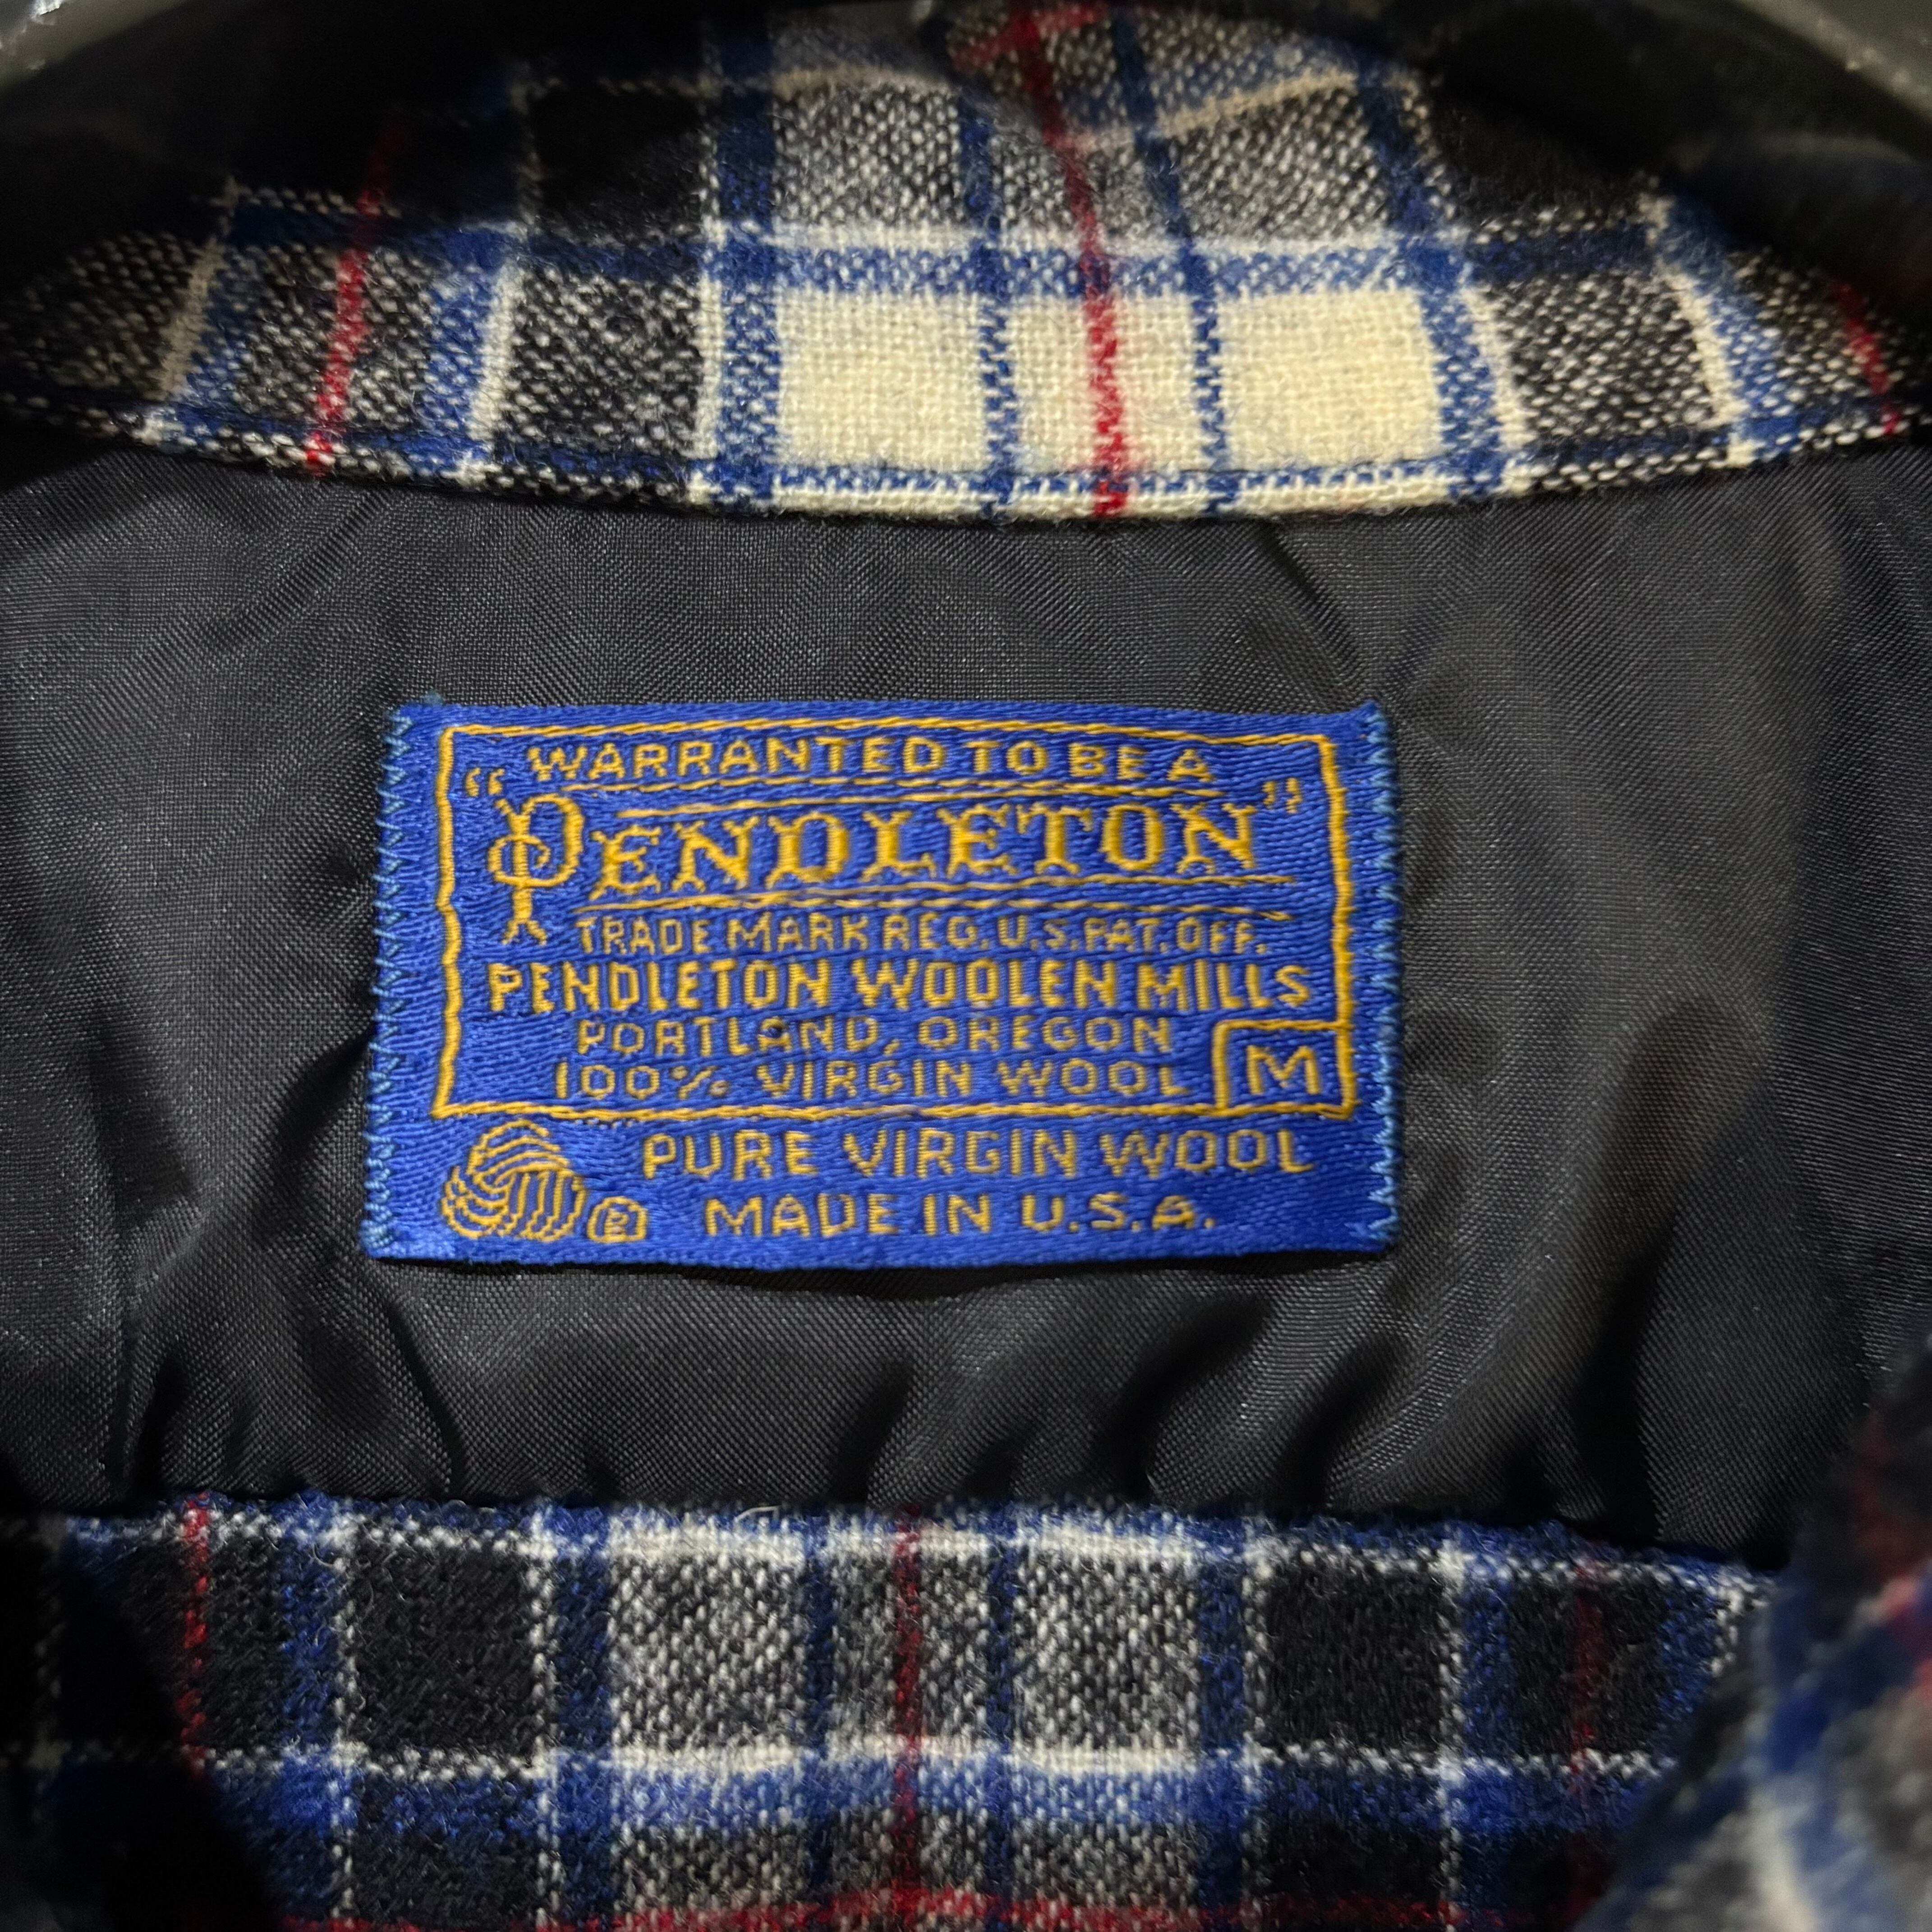 WARRANTED TO BE A
"PENDLETON"
TRADE MARK REG. U.S. PAT. OFF.
PENDLETON WOOLEN MILLS
PORTLAND, OREGON
100% VIRGIN WOOL M
PURE VIRGIN WOOL
® MADE IN U.S.A.